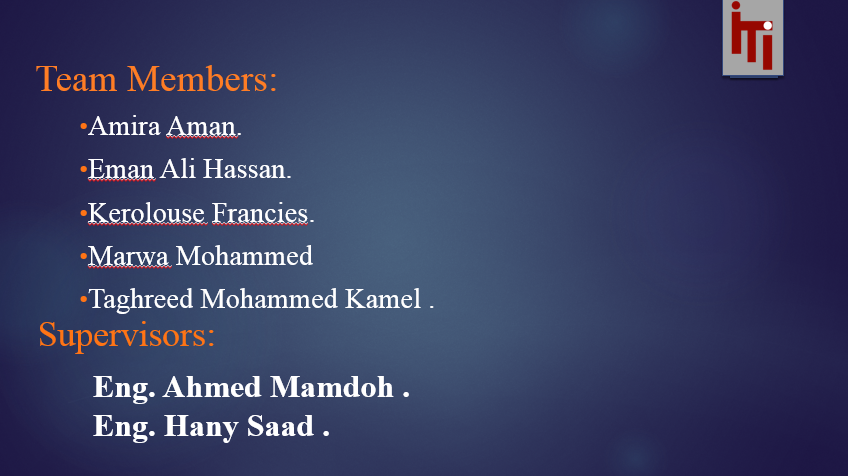 iTi
Team Members:
•Amira Aman.
•Eman Ali Hassan.
•Kerolouse Francies.
•Marwa Mohammed
•Taghreed Mohammed Kamel .
Supervisors:
Eng. Ahmed Mamdoh .
Eng. Hany Saad .